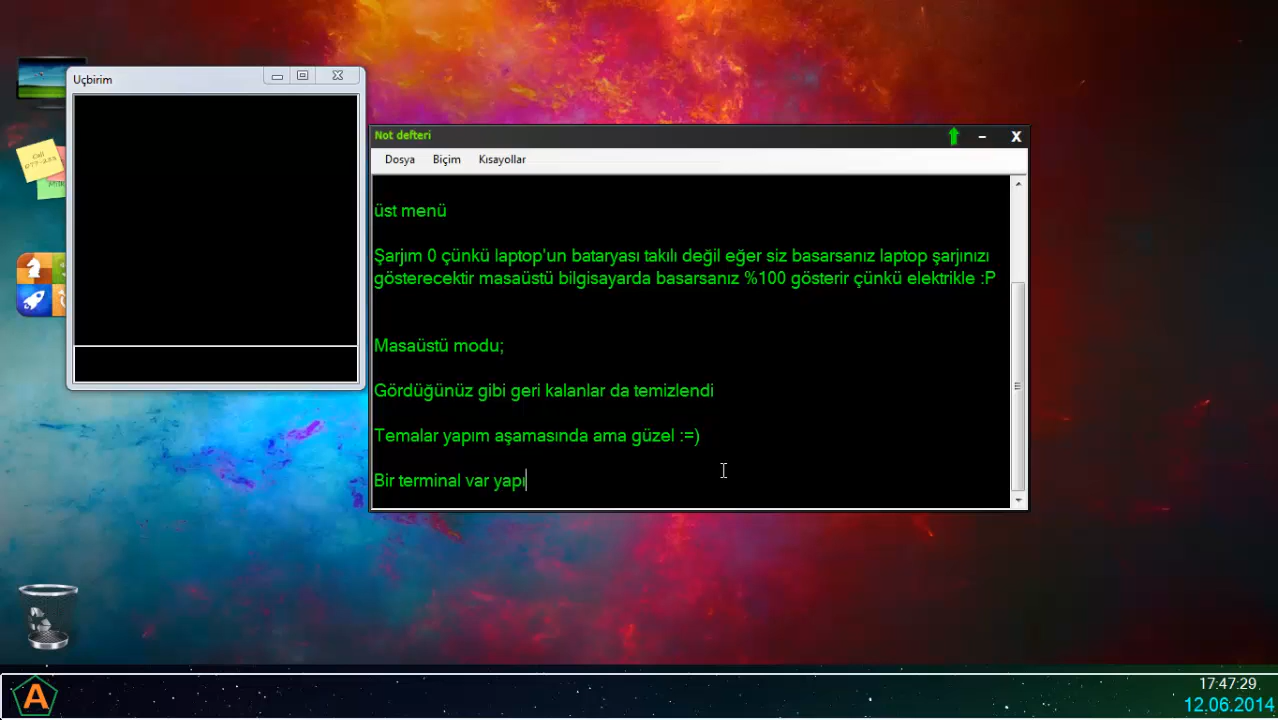 Uçbirim
Not defteri
Dosya Biçim Kısayollar
üst menü
Şarjım 0 çünkü laptop'un bataryası takılı değil eğer siz basarsanız laptop şarjınızı
gösterecektir masaüstü bilgisayarda basarsanız %100 gösterir çünkü elektrikle :P
Masaüstü modu;
Gördüğünüz gibi geri kalanlar da temizlendi
Temalar yapım aşamasında ama güzel :=)
Bir terminal var yapı
A
17:47:29
12.06.2014